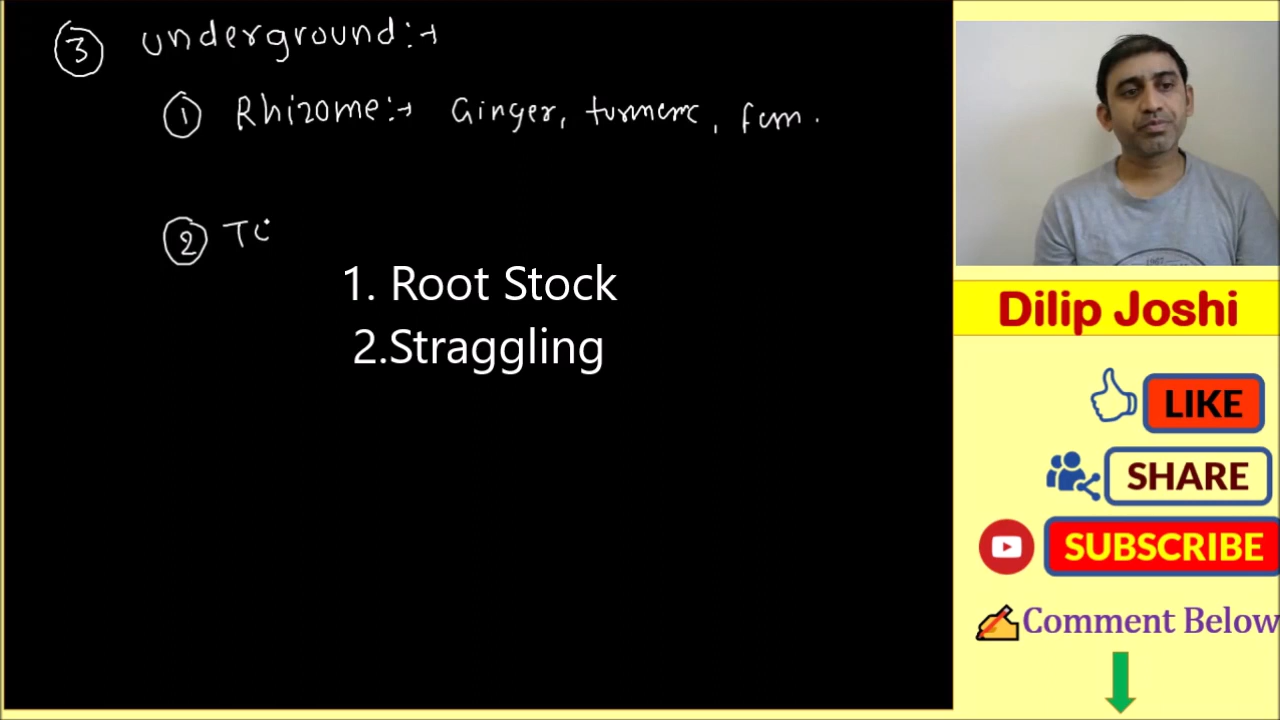 3 underground:→
1 Rhizome:→ Ginger, turmeric, fern.
2
1. Root Stock
2.Straggling
Dilip Joshi
LIKE
SHARE
SUBSCRIBE
Comment Below